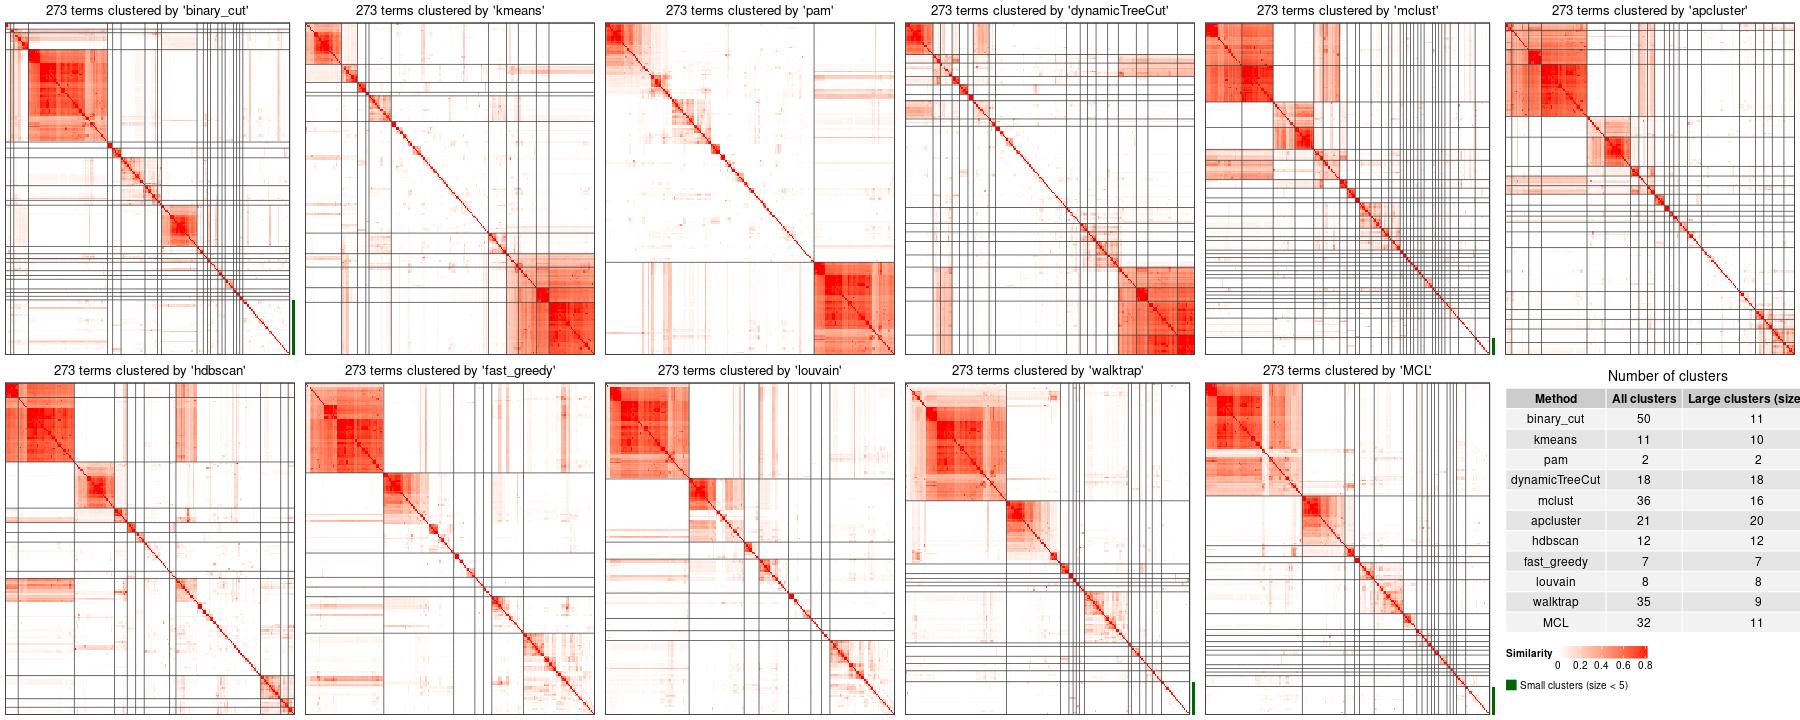 273 terms clustered by 'binary_cut'
273 terms clustered by 'kmeans'
273 terms clustered by 'pam'
273 terms clustered by 'dynamicTreeCut'
273 terms clustered by 'mclust'
273 terms clustered by 'apcluster'
273 terms clustered by 'hdbscan'
273 terms clustered by 'fast_greedy'
273 terms clustered by 'louvain'
273 terms clustered by 'walktrap'
273 terms clustered by 'MCL'
Number of clusters
Method All clusters Large clusters (size
binary_cut 50 11
kmeans 11 10
pam 2 2
dynamicTreeCut 18 18
mclust 36 16
apcluster 21 20
hdbscan 12 12
fast_greedy 7 7
louvain 8 8
walktrap 35 9
MCL 32 11
Similarity
0 0.2 0.4 0.6 0.8
Small clusters (size < 5)